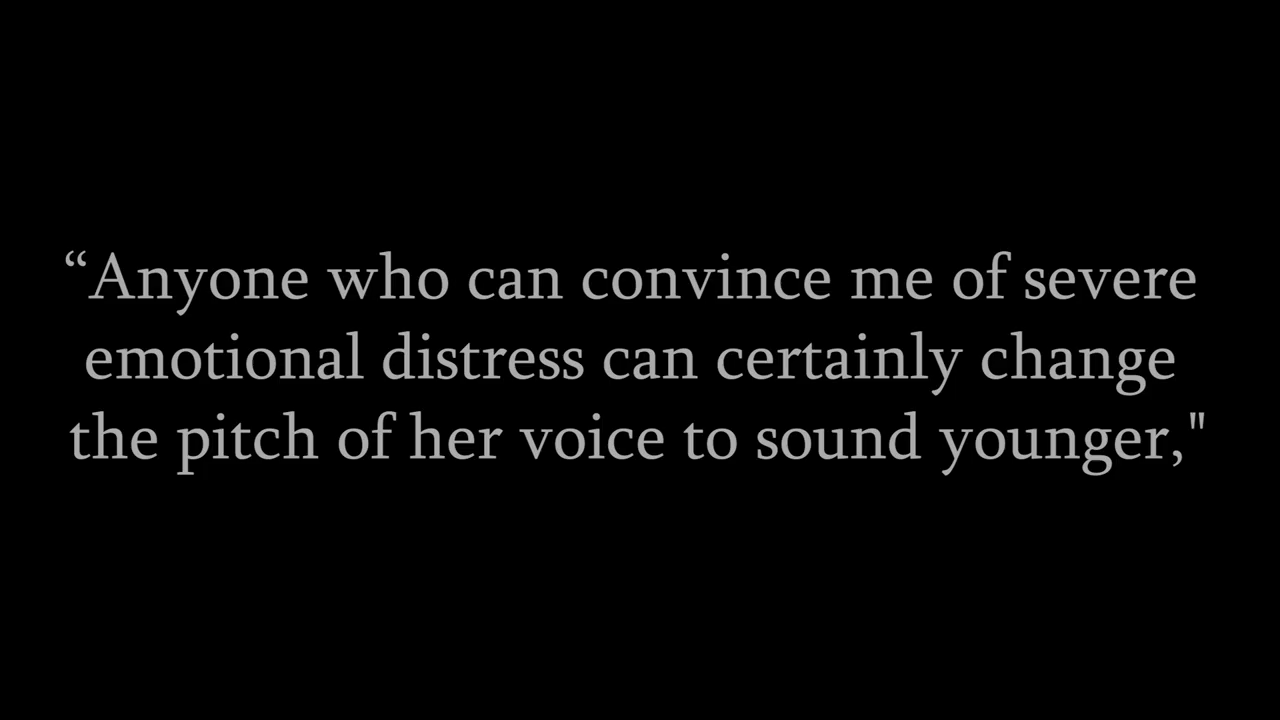 “Anyone who can convince me of severe
emotional distress can certainly change
the pitch of her voice to sound younger,"